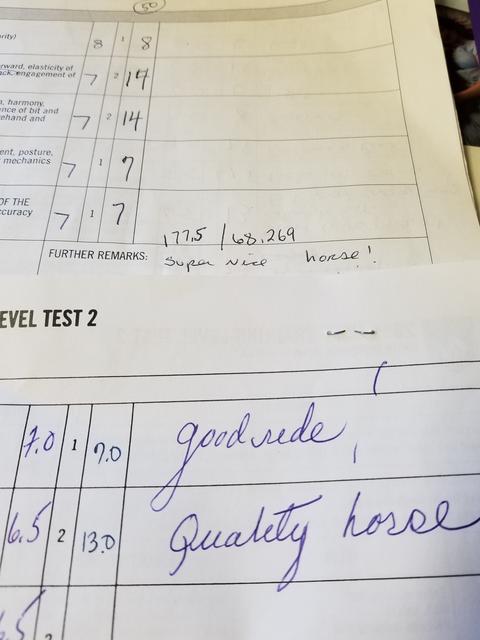 50
rity)
8 1 8
rward, elasticity of
ack, engagement of
7 2 14
, harmony,
nce of bit and
ehand and
7 2 14
ent, posture,
mechanics
7 1 7
OF THE
ccuracy
7 1 7
177.5 / 68.269
FURTHER REMARKS: Super Nice horse!
EVEL TEST 2
7.0 1 7.0 good ride
6.5 2 13.0 Quality horse